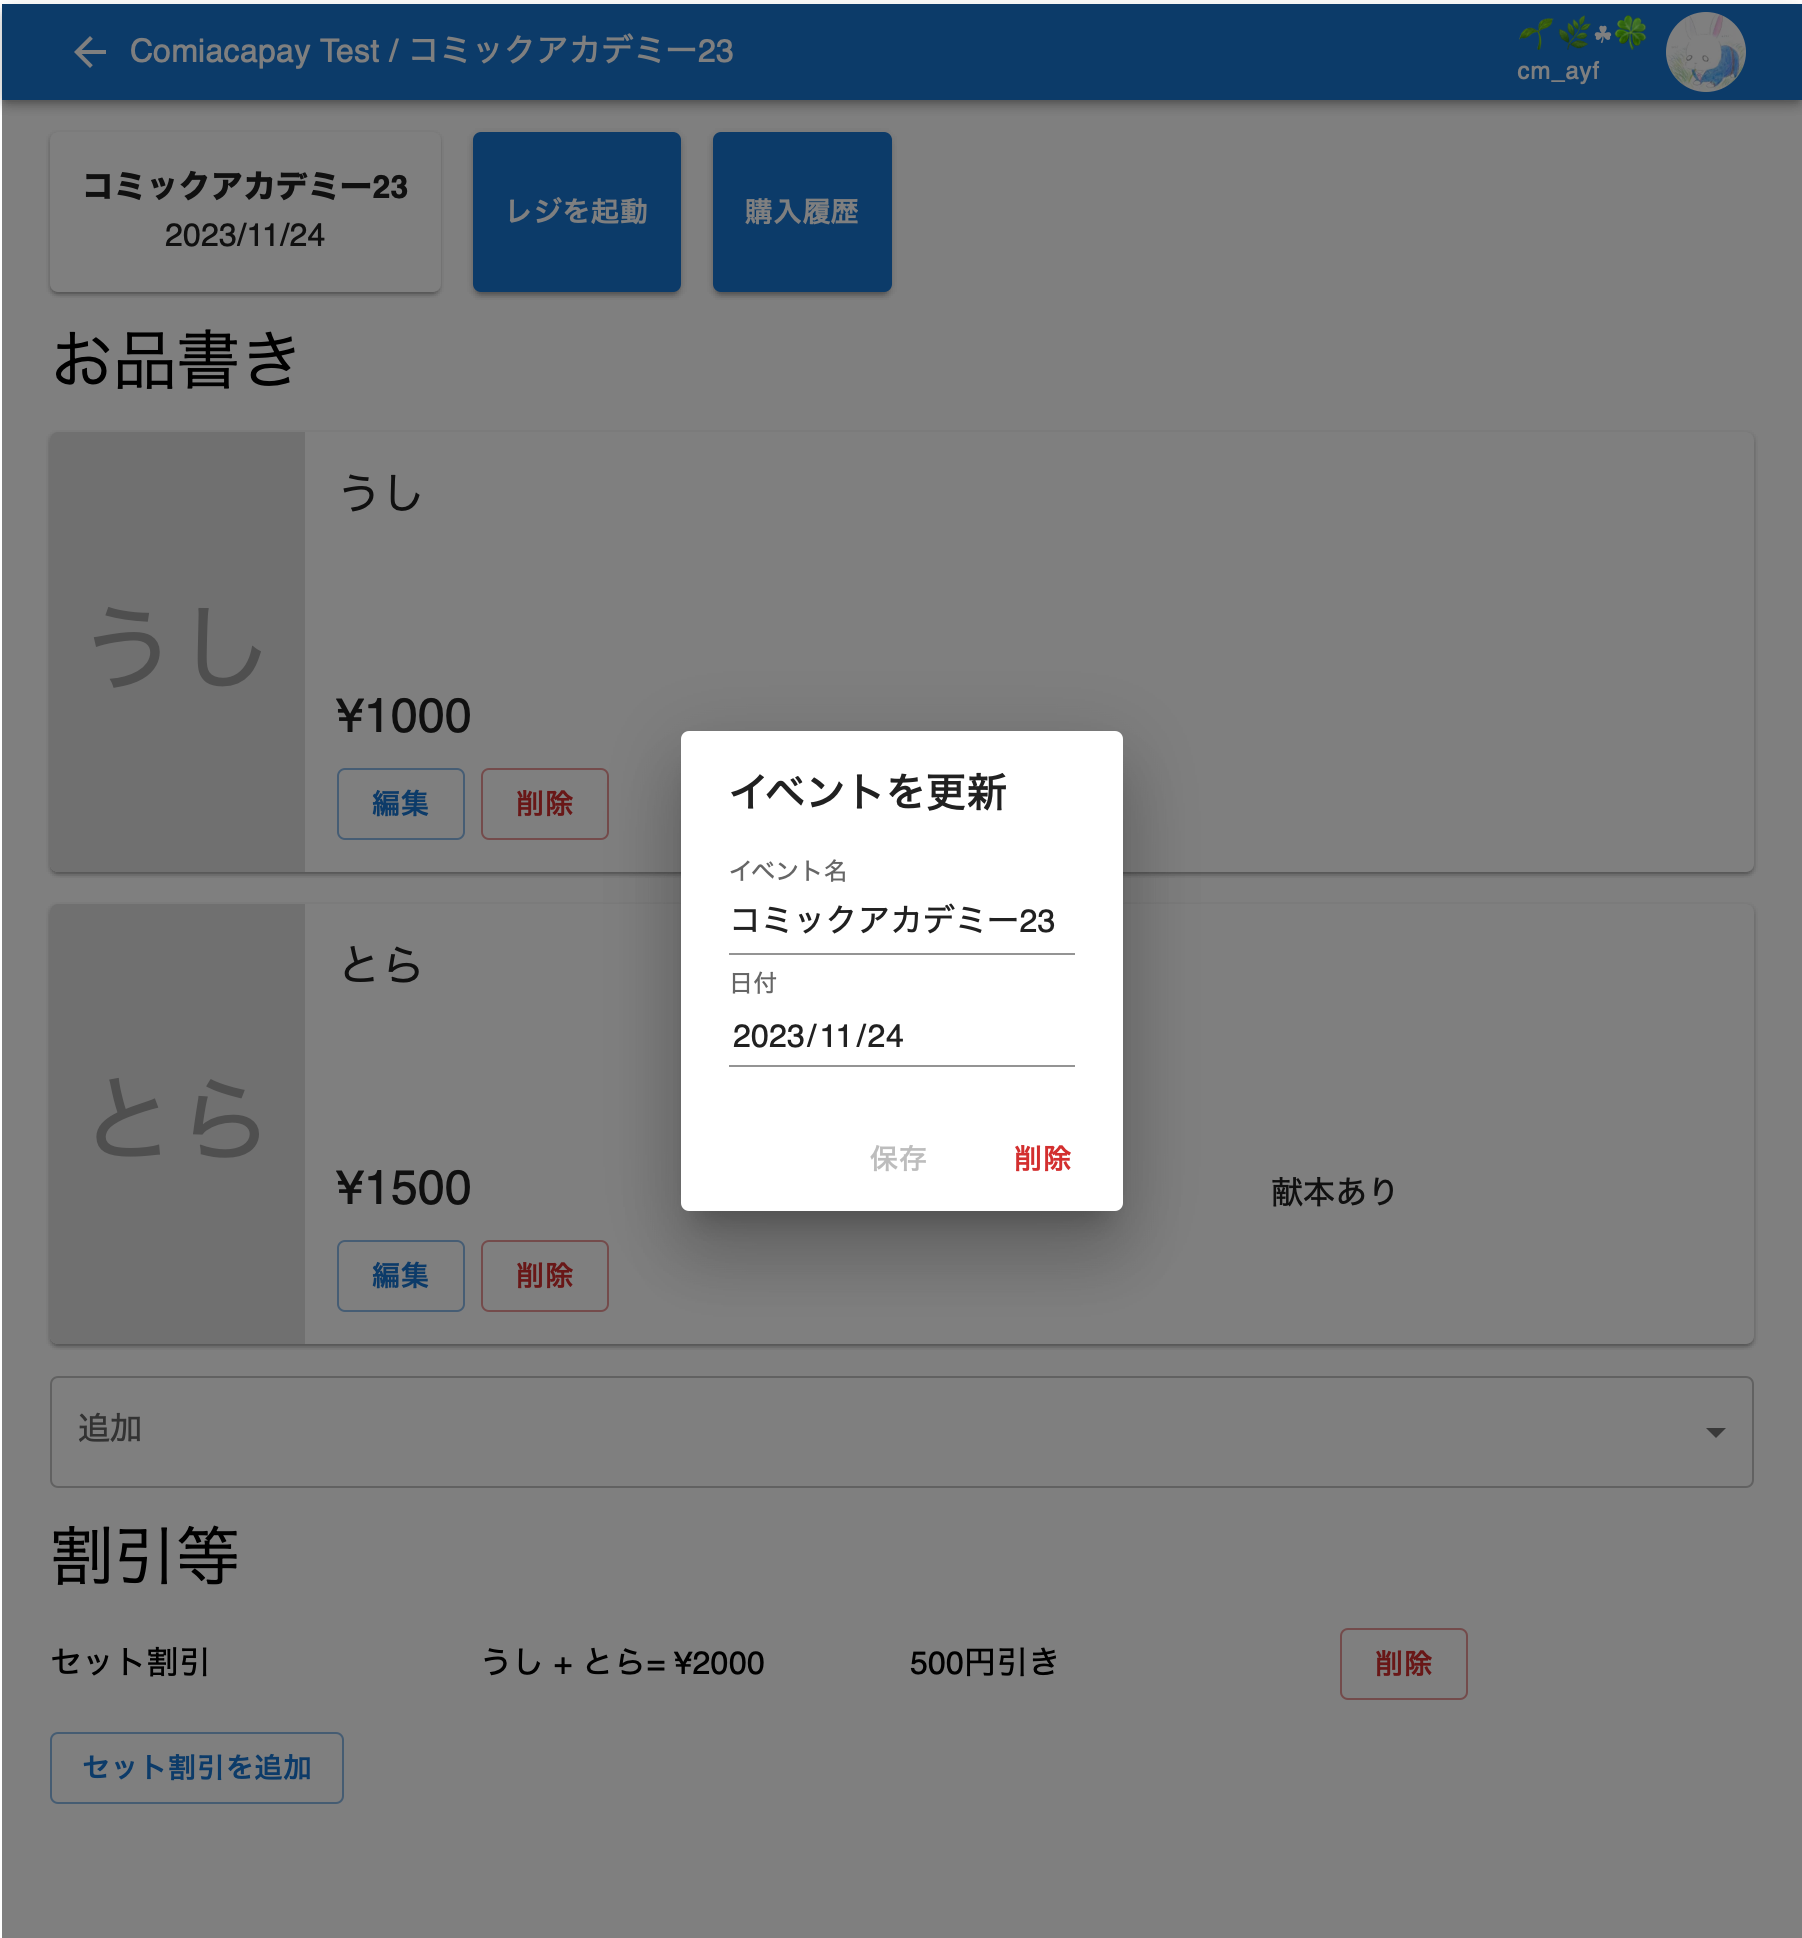 Comiacapay Test / コミックアカデミー23
🌱🌿☘🍀
cm_ayf
コミックアカデミー23
2023/11/24
レジを起動
購入履歴
お品書き
うし
うし
¥1000
編集
削除
とら
とら
¥1500
献本あり
編集
削除
イベントを更新
イベント名
コミックアカデミー23
日付
2023/11/24
保存
削除
追加
割引等
セット割引
うし + とら= ¥2000
500円引き
削除
セット割引を追加